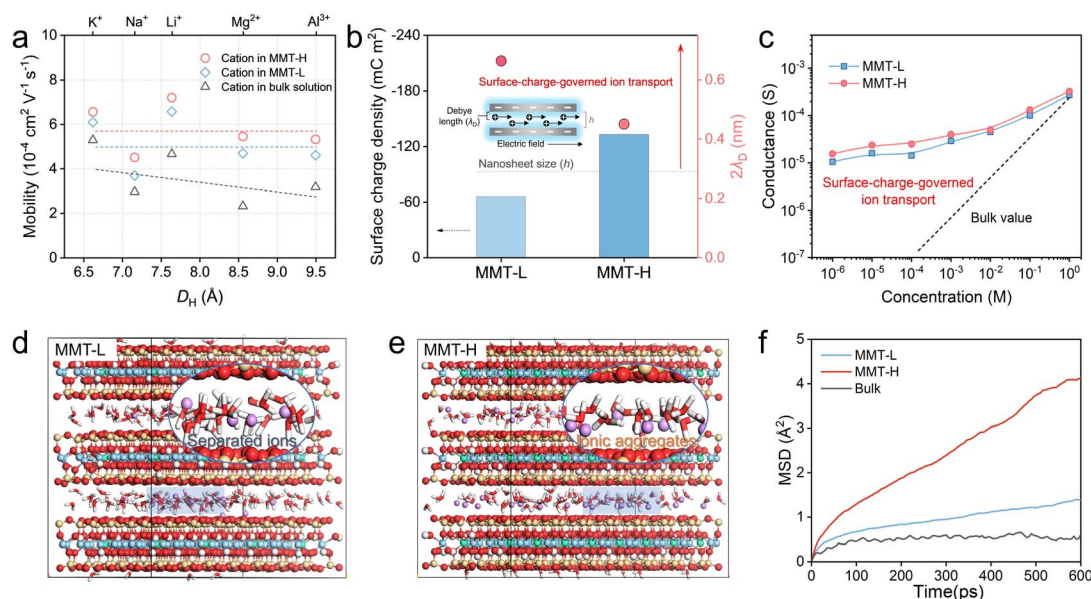 a
K⁺ Na⁺ Li⁺ Mg²⁺ Al³⁺
Cation in MMT-H
Cation in MMT-L
Cation in bulk solution
Mobility (10⁻⁴ cm² V⁻¹ s⁻¹)
10
8
6
4
2
0
6.5 7.0 7.5 8.0 8.5 9.0 9.5
D_H (Å)
b
Surface charge density (mC m²)
-240
-180
-120
-60
0
Surface-charge-governed
ion transport
Debye
length (λ_D)
h
Electric field
Nanosheet size (h)
MMT-L MMT-H
0.6
0.4
0.2
0.0
2λ_D (nm)
c
MMT-L
MMT-H
Conductance (S)
10⁻³
10⁻⁴
10⁻⁵
10⁻⁶
10⁻⁷
Surface-charge-governed
ion transport
Bulk value
10⁻⁶ 10⁻⁵ 10⁻⁴ 10⁻³ 10⁻² 10⁻¹ 10⁰
Concentration (M)
d
MMT-L
Separated ions
e
MMT-H
Ionic aggregates
f
MMT-L
MMT-H
Bulk
MSD (Å²)
5
4
3
2
1
0
0 100 200 300 400 500 600
Time(ps)